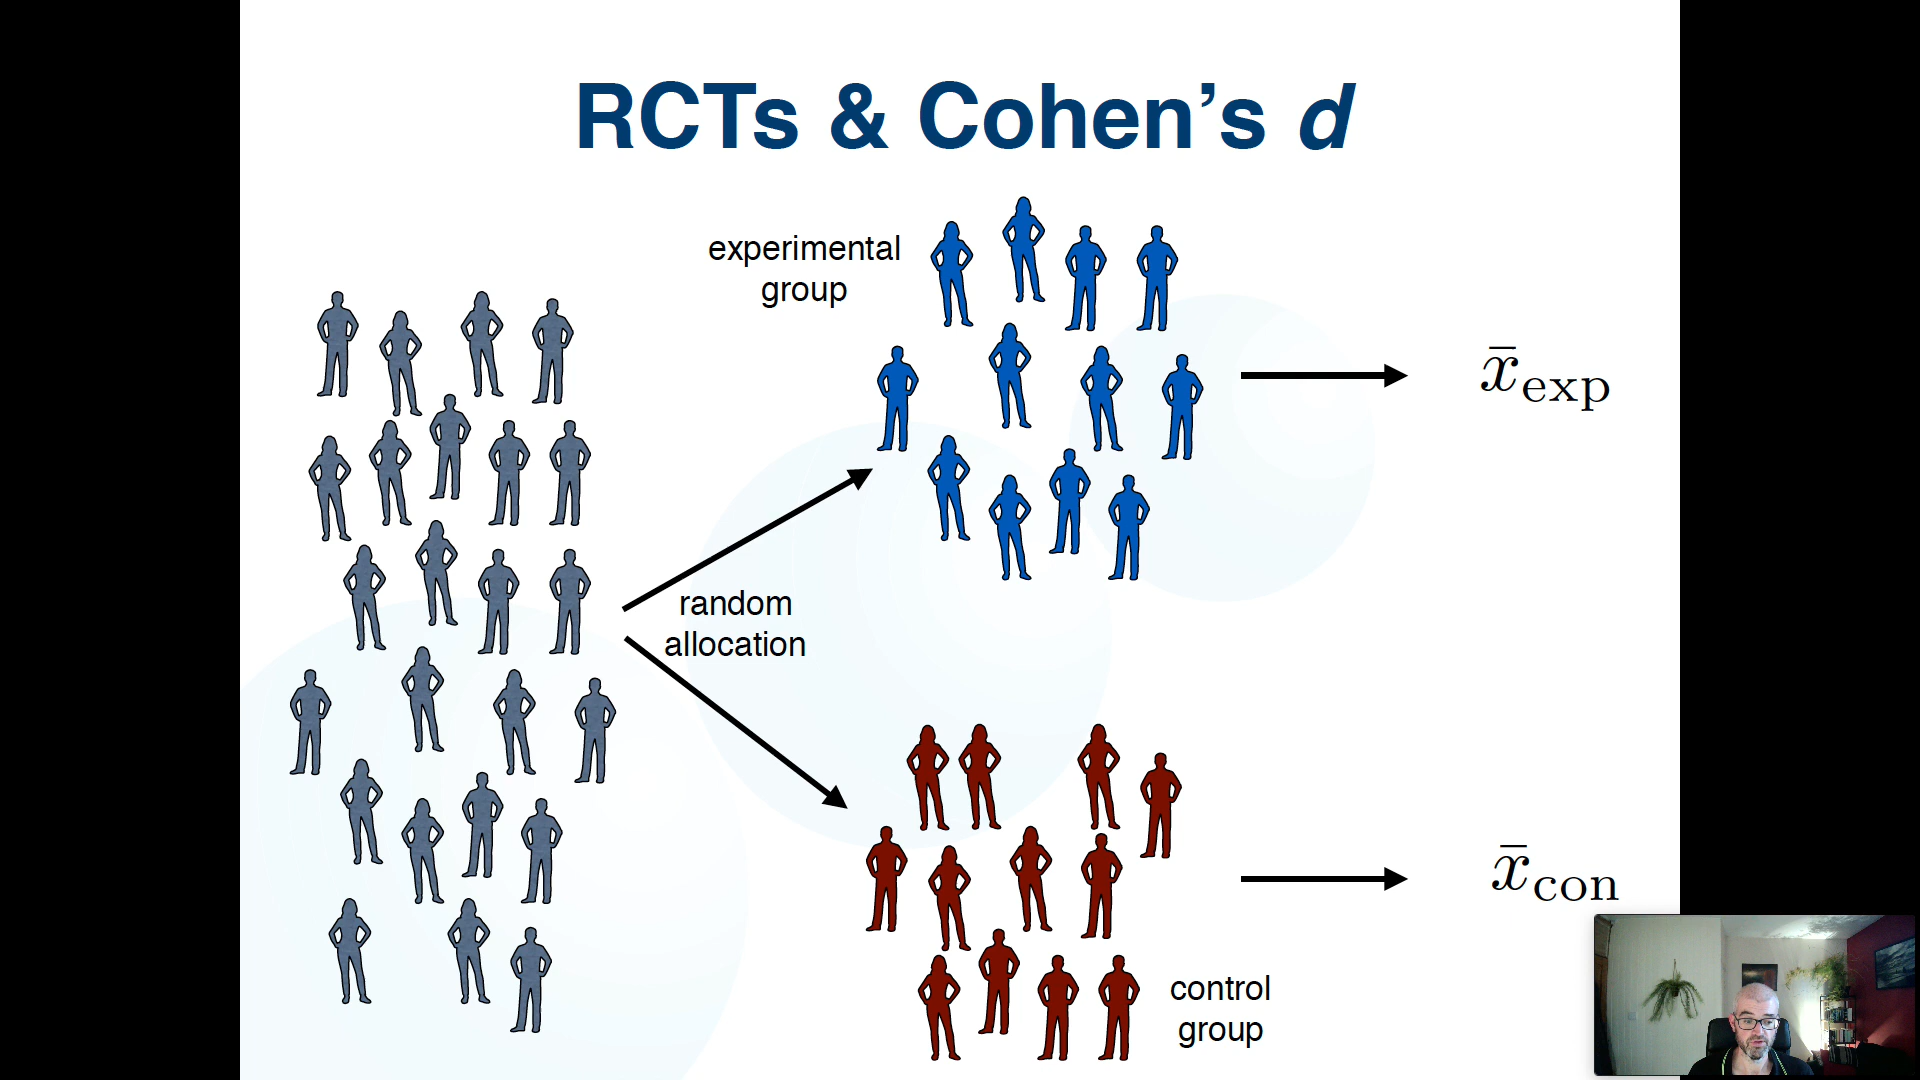 RCTs & Cohen’s d
experimental
group
x̄exp
random
allocation
x̄con
control
group